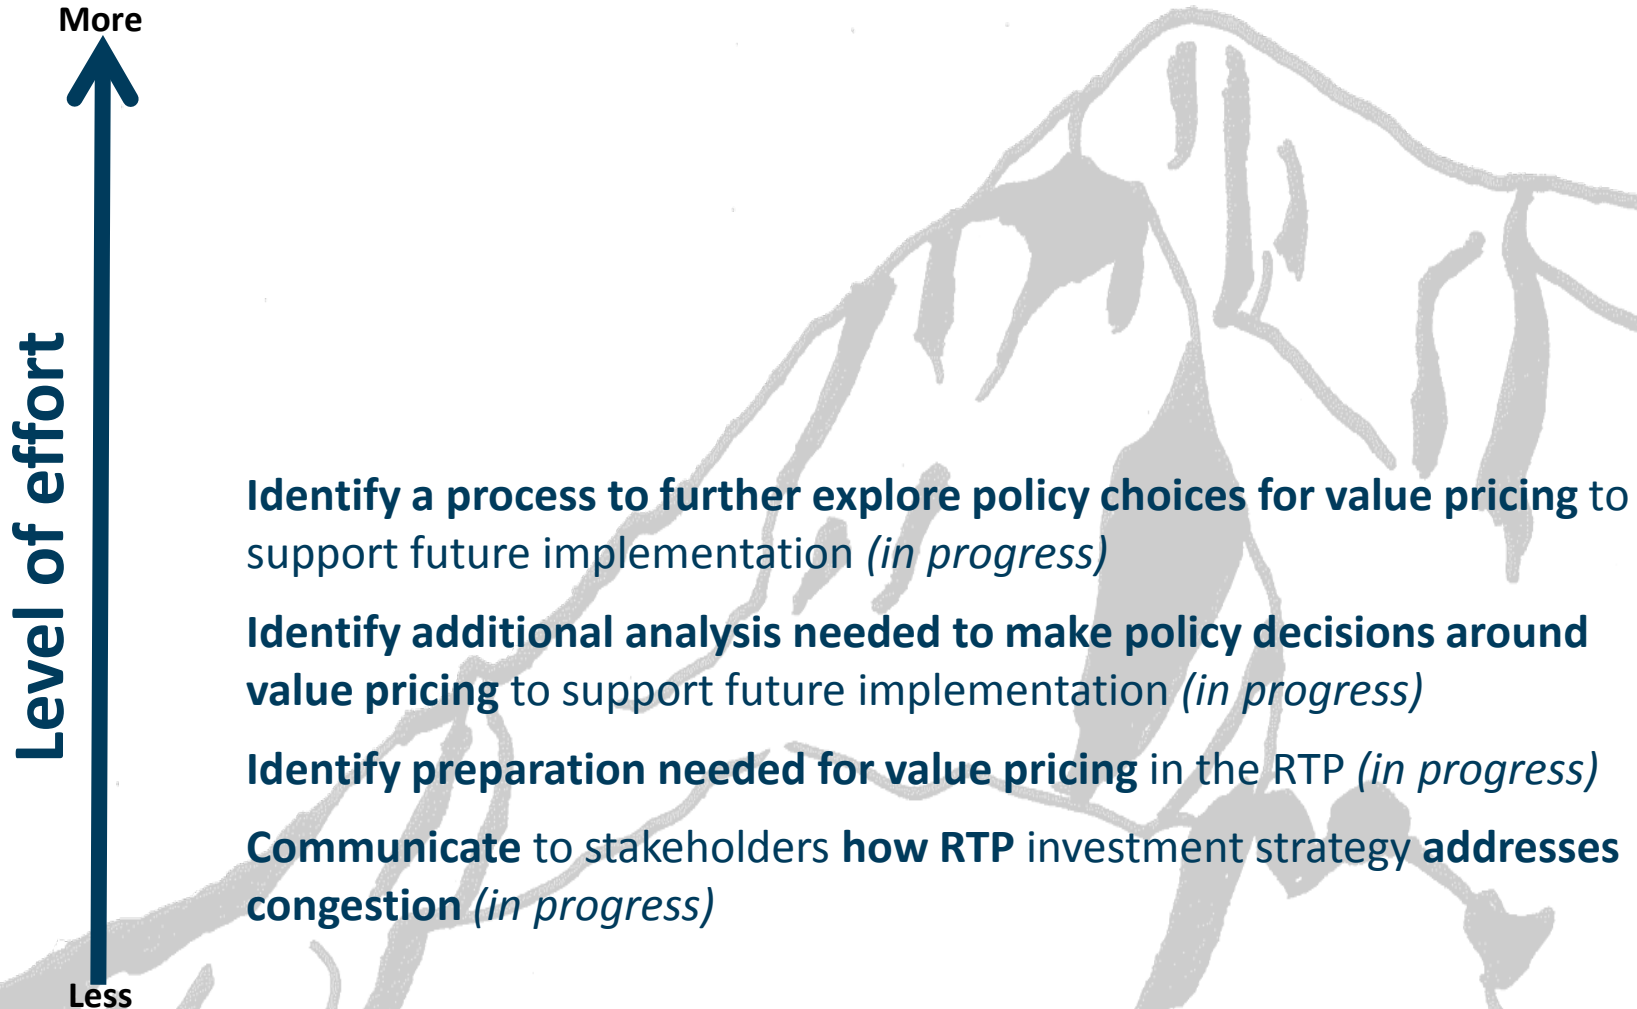 More
Level of effort
Identify a process to further explore policy choices for value pricing to
support future implementation (in progress)
Identify additional analysis needed to make policy decisions around
value pricing to support future implementation (in progress)
Identify preparation needed for value pricing in the RTP (in progress)
Communicate to stakeholders how RTP investment strategy addresses
congestion (in progress)
Less